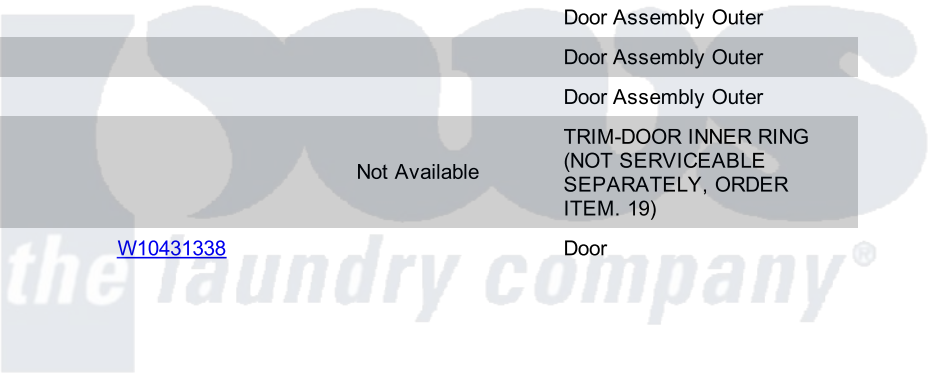 Door Assembly Outer
Door Assembly Outer
Door Assembly Outer
Not Available
TRIM-DOOR INNER RING
(NOT SERVICEABLE
SEPARATELY, ORDER
ITEM. 19)
W10431338
Door
the laundry company®